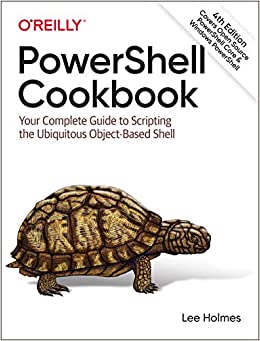 O'REILLY®
4th Edition
Covers Open Source
PowerShell Core &
Windows PowerShell
PowerShell
Cookbook
Your Complete Guide to Scripting
the Ubiquitous Object-Based Shell
Lee Holmes